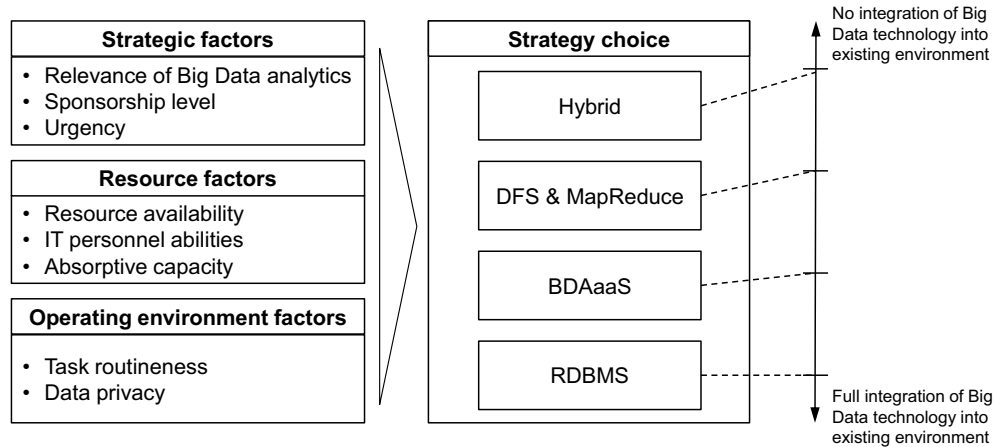 Strategic factors
• Relevance of Big Data analytics
• Sponsorship level
• Urgency
Resource factors
• Resource availability
• IT personnel abilities
• Absorptive capacity
Operating environment factors
• Task routineness
• Data privacy
Strategy choice
Hybrid
DFS & MapReduce
BDAaaS
RDBMS
No integration of Big
Data technology into
existing environment
Full integration of Big
Data technology into
existing environment